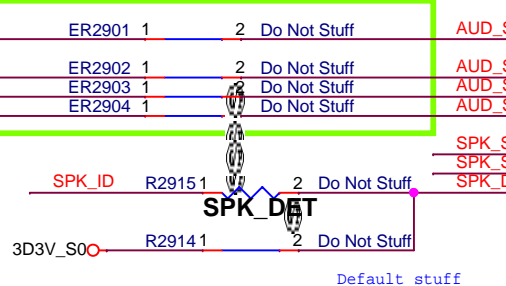 ER2901 1 2 Do Not Stuff AUD_S
ER2902 1 2 Do Not Stuff AUD_S
ER2903 1 2 Do Not Stuff AUD_S
ER2904 1 2 Do Not Stuff AUD_S
SPK_S
SPK_S
SPK_ID R2915 1 2 Do Not Stuff SPK_D
SPK_DET
3D3V_S0 R2914 1 2 Do Not Stuff
Default stuff